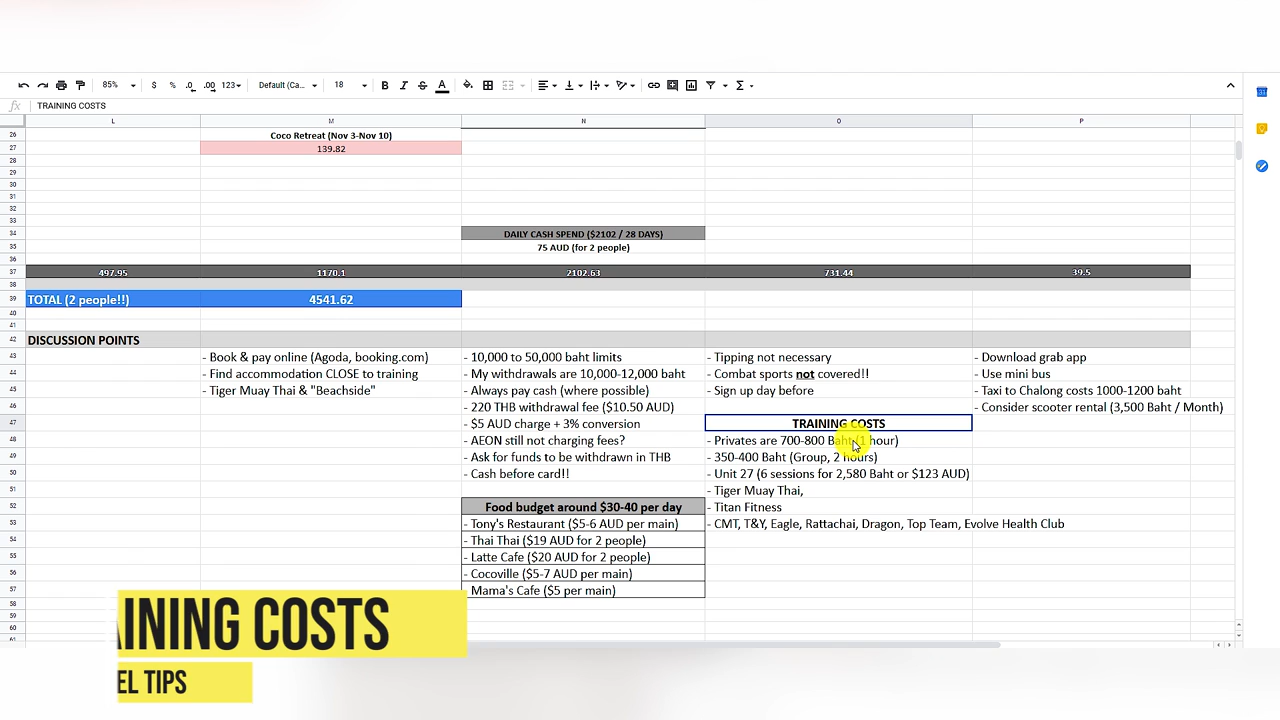 85%
$ % .0 .00 123
Default (Ca...
18
B I S A
fx TRAINING COSTS
L M N O P
26 Coco Retreat (Nov 3-Nov 10)
27 139.82
28
29
30
31
32
33
34 DAILY CASH SPEND ($2102 / 28 DAYS)
35 75 AUD (for 2 people)
36
37 497.95 1170.1 2102.63 731.44 39.5
38
39 TOTAL (2 people!!) 4541.62
40
41
42 DISCUSSION POINTS
43 - Book & pay online (Agoda, booking.com) - 10,000 to 50,000 baht limits - Tipping not necessary - Download grab app
44 - Find accommodation CLOSE to training - My withdrawals are 10,000-12,000 baht - Combat sports not covered!! - Use mini bus
45 - Tiger Muay Thai & "Beachside" - Always pay cash (where possible) - Sign up day before - Taxi to Chalong costs 1000-1200 baht
46 - 220 THB withdrawal fee ($10.50 AUD) - Consider scooter rental (3,500 Baht / Month)
47 - $5 AUD charge + 3% conversion TRAINING COSTS
48 - AEON still not charging fees? - Privates are 700-800 Baht (1 hour)
49 - Ask for funds to be withdrawn in THB - 350-400 Baht (Group, 2 hours)
50 - Cash before card!! - Unit 27 (6 sessions for 2,580 Baht or $123 AUD)
51 - Tiger Muay Thai,
52 Food budget around $30-40 per day - Titan Fitness
53 - Tony's Restaurant ($5-6 AUD per main) - CMT, T&Y, Eagle, Rattachai, Dragon, Top Team, Evolve Health Club
54 - Thai Thai ($19 AUD for 2 people)
55 - Latte Cafe ($20 AUD for 2 people)
56 - Cocoville ($5-7 AUD per main)
57 Mama's Cafe ($5 per main)
58
59
60
61
AINING COSTS
EL TIPS